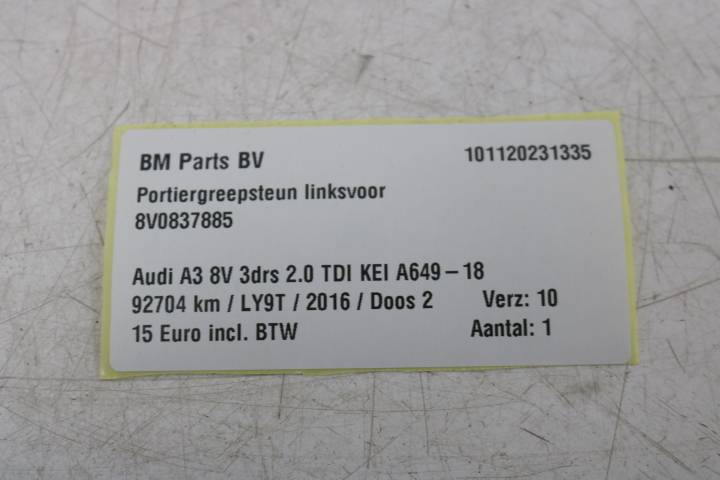 BM Parts BV 101120231335
Portiergreepsteun linksvoor
8V0837885
Audi A3 8V 3drs 2.0 TDI KEI A649-18
92704 km / LY9T / 2016 / Doos 2 Verz: 10
15 Euro incl. BTW Aantal: 1